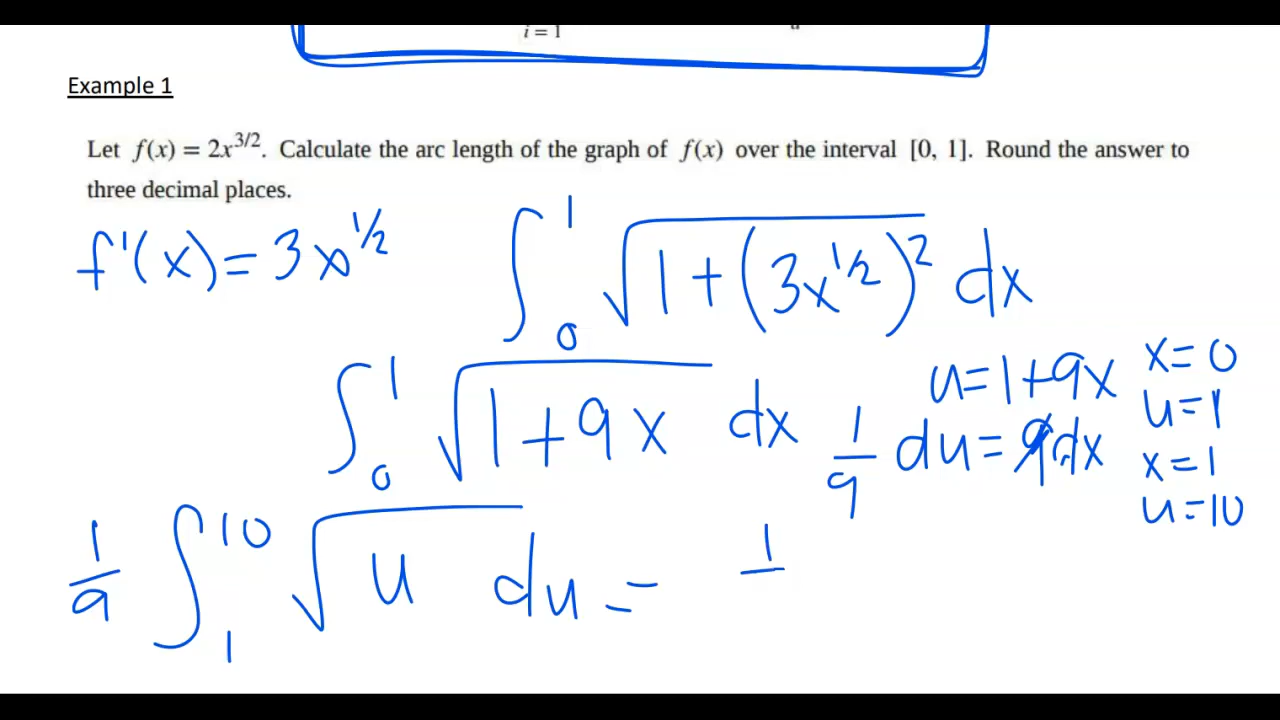 i = 1
Example 1
Let f(x) = 2x^{3/2}. Calculate the arc length of the graph of f(x) over the interval [0, 1]. Round the answer to
three decimal places.
f'(x) = 3x^{1/2}
∫_0^1 √(1 + (3x^{1/2})^2) dx
∫_0^1 √(1 + 9x) dx
u = 1 + 9x
1/9 du = 9dx
x = 0
u = 1
x = 1
u = 10
1/9 ∫_1^{10} √u du = 1